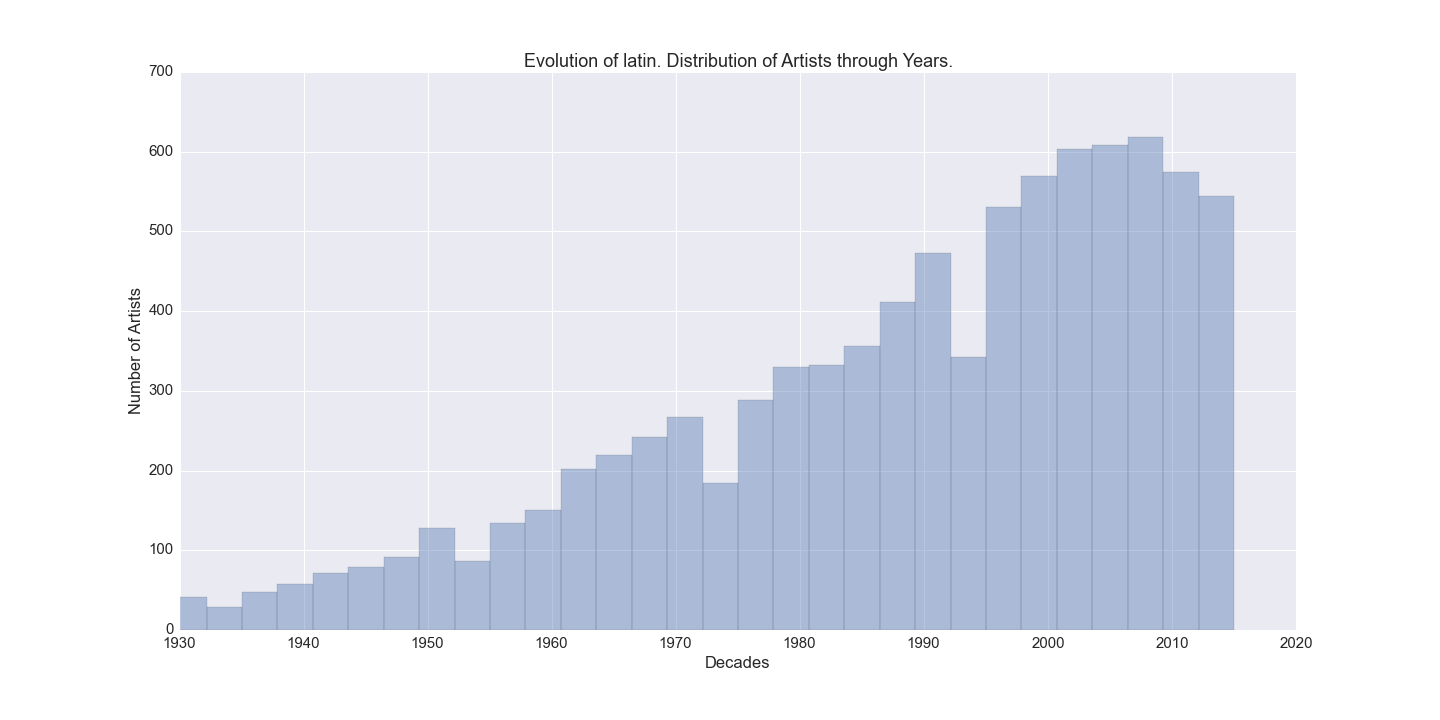 Evolution of latin. Distribution of Artists through Years.
700
600
500
400
300
200
100
0
Number of Artists
1930 1940 1950 1960 1970 1980 1990 2000 2010 2020
Decades